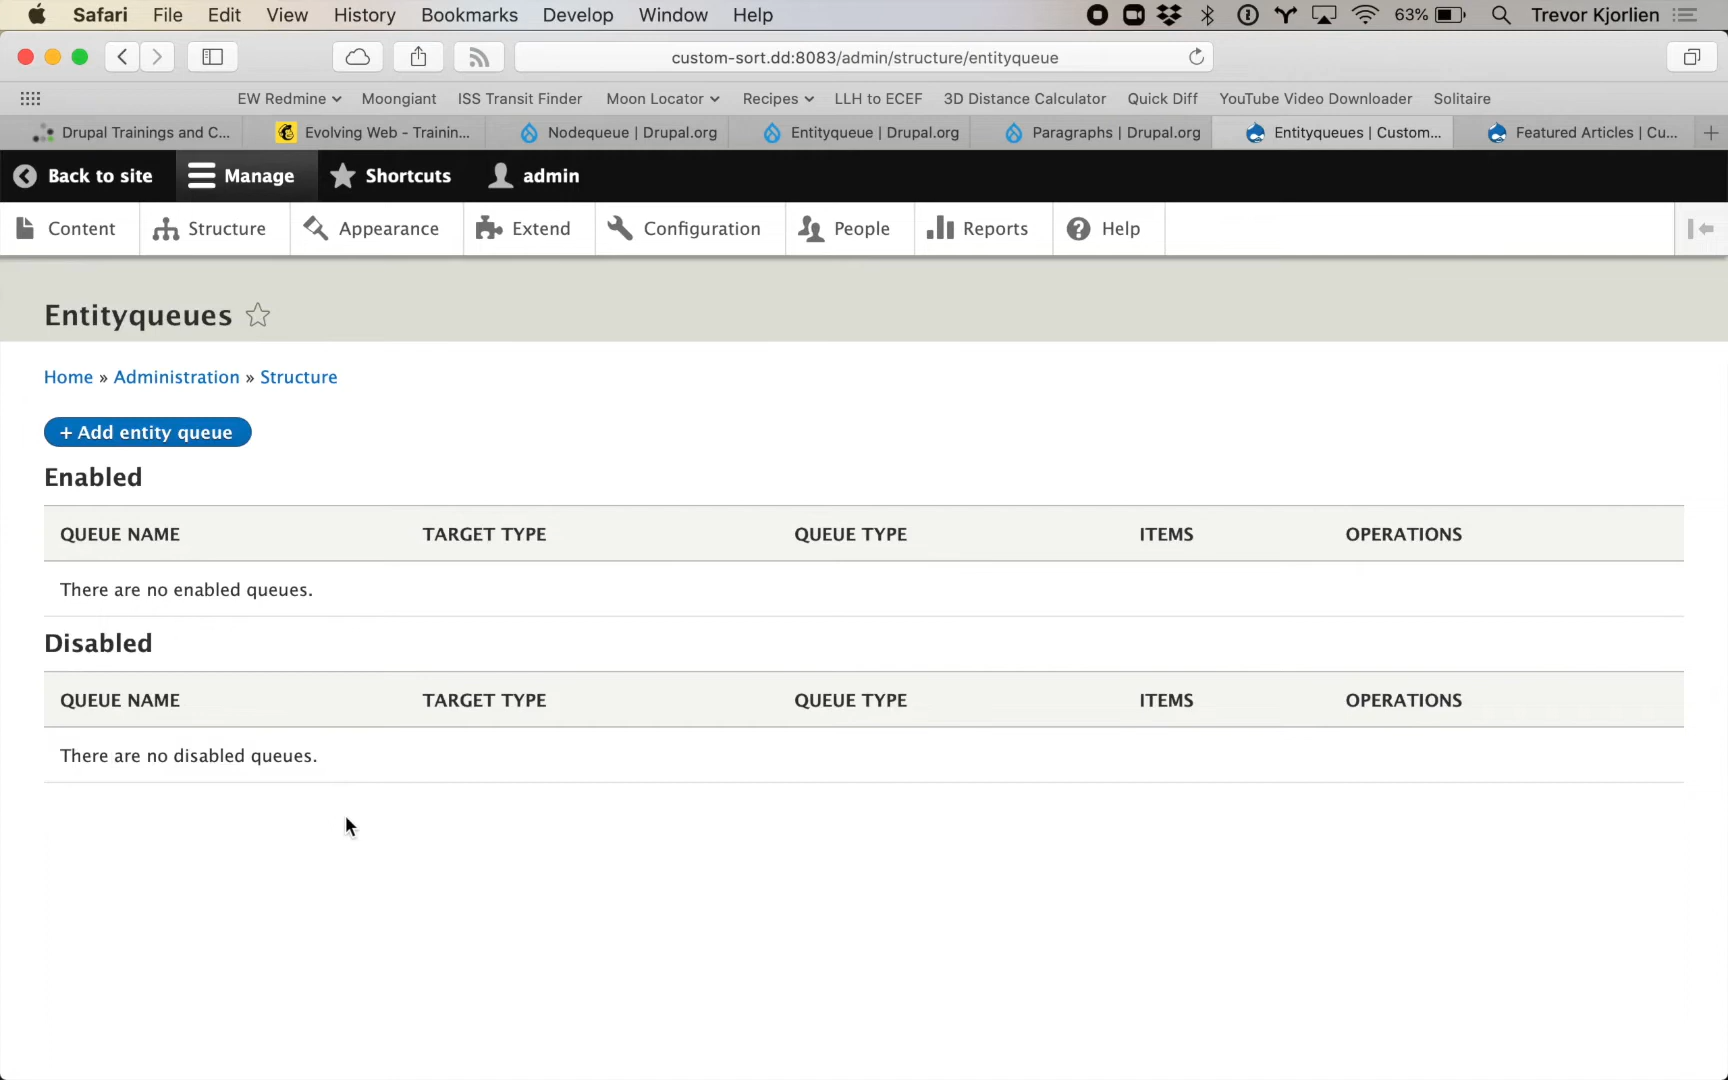 Safari File Edit View History Bookmarks Develop Window Help 63% Trevor Kjorlien
custom-sort.dd:8083/admin/structure/entityqueue
EW Redmine Moongiant ISS Transit Finder Moon Locator Recipes LLH to ECEF 3D Distance Calculator Quick Diff YouTube Video Downloader Solitaire
Drupal Trainings and C... Evolving Web - Trainin... Nodequeue | Drupal.org Entityqueue | Drupal.org Paragraphs | Drupal.org Entityqueues | Custom... Featured Articles | Cu...
Back to site Manage Shortcuts admin
Content Structure Appearance Extend Configuration People Reports Help
Entityqueues
Home » Administration » Structure
+ Add entity queue
Enabled
QUEUE NAME TARGET TYPE QUEUE TYPE ITEMS OPERATIONS
There are no enabled queues.
Disabled
QUEUE NAME TARGET TYPE QUEUE TYPE ITEMS OPERATIONS
There are no disabled queues.